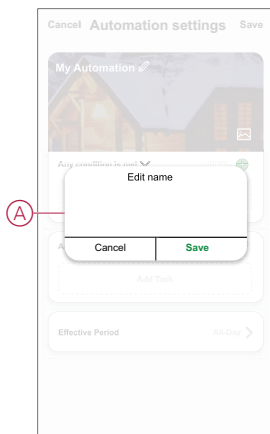 Cancel Automation settings Save
My Automation
Any condition is met
Edit name
A
Cancel Save
Add Task
Effective Period All-Day